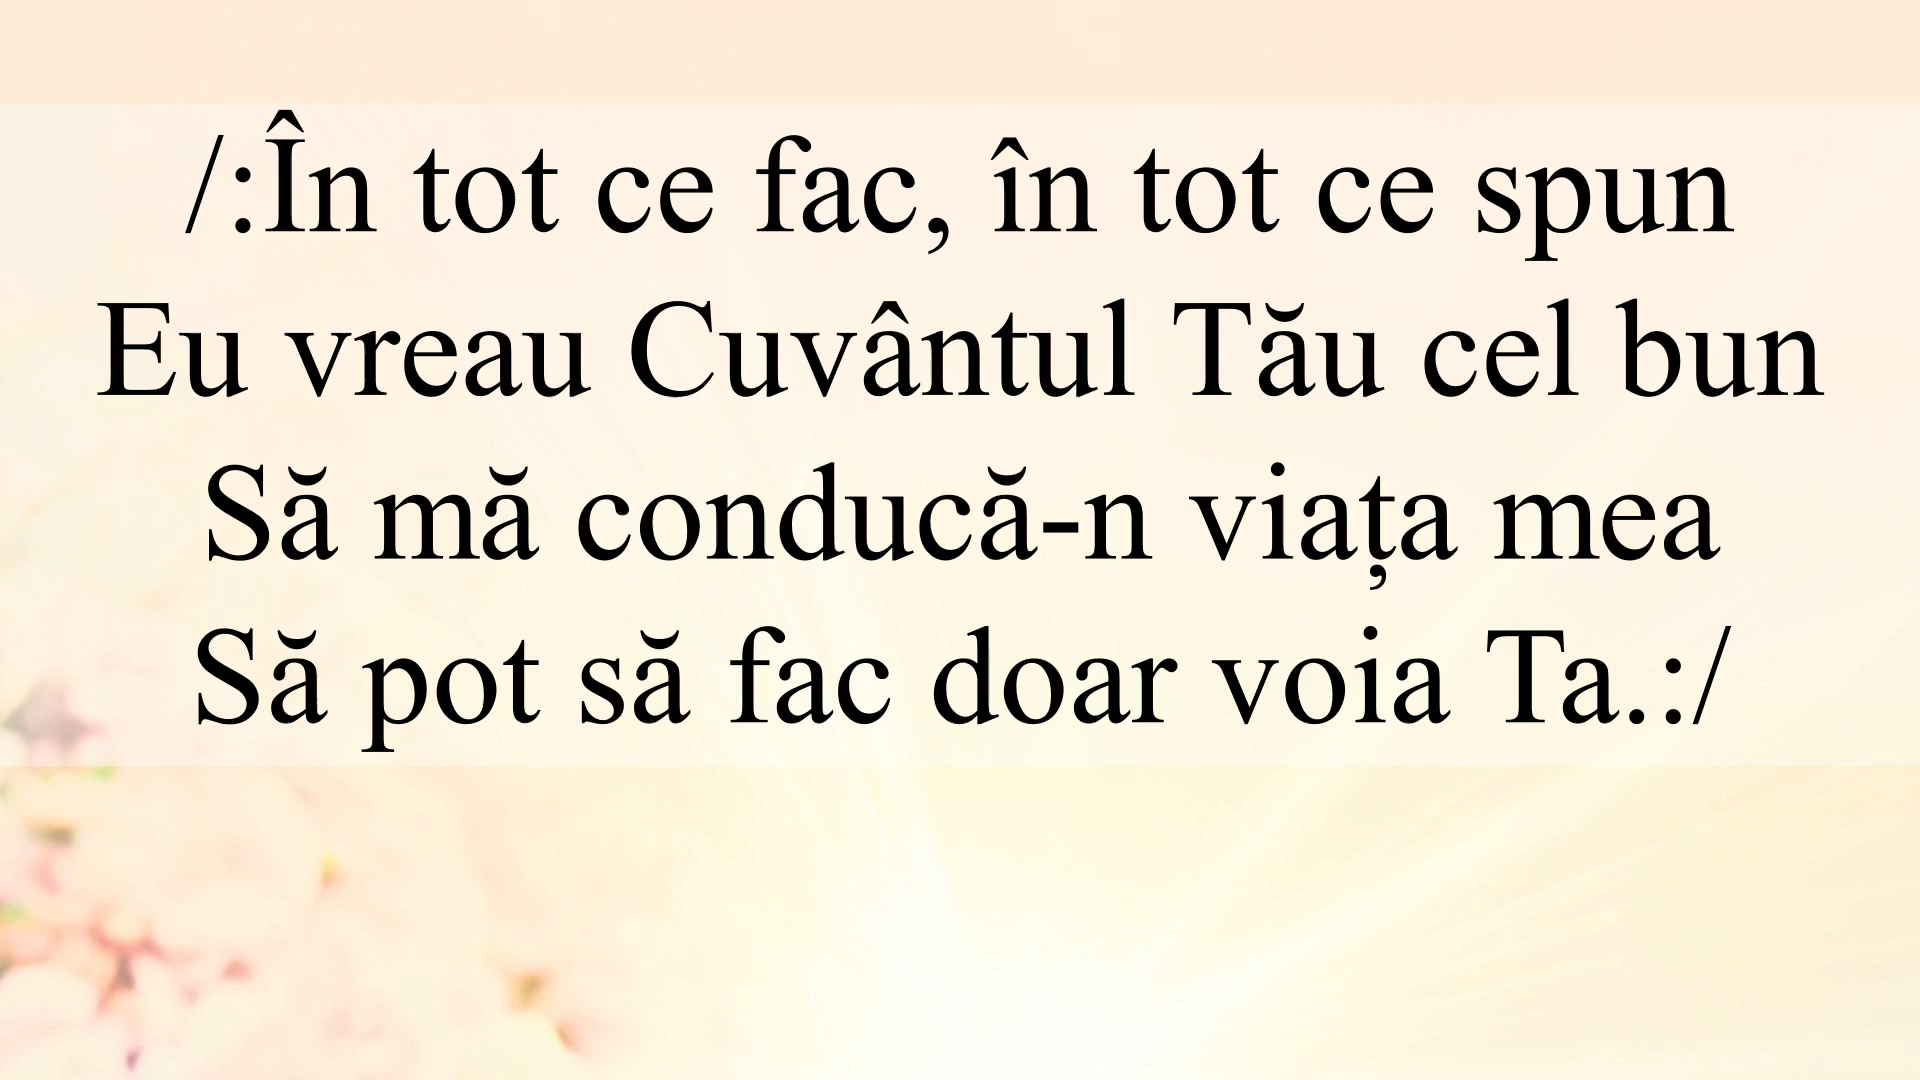 /:În tot ce fac, în tot ce spun
Eu vreau Cuvântul Tău cel bun
Să mă conducă-n viața mea
Să pot să fac doar voia Ta.:/